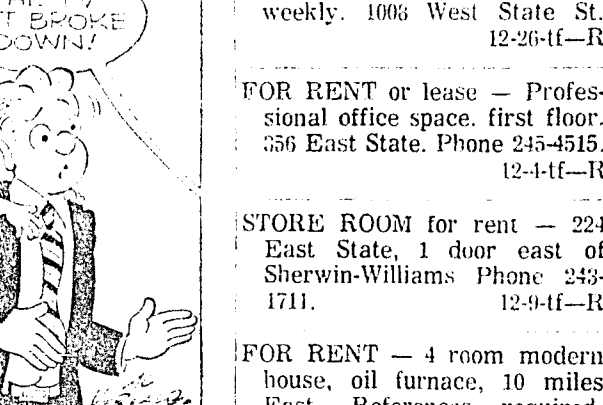 T BROKE
DOWN!
weekly. 1008 West State St.
12-26-tf—R
FOR RENT or lease — Profes-
sional office space. first floor.
356 East State. Phone 245-4515.
12-4-tf—R
STORE ROOM for rent — 224
East State, 1 door east of
Sherwin-Williams Phone 243-
1711. 12-9-tf—R
FOR RENT — 4 room modern
house, oil furnace, 10 miles
East. References required.